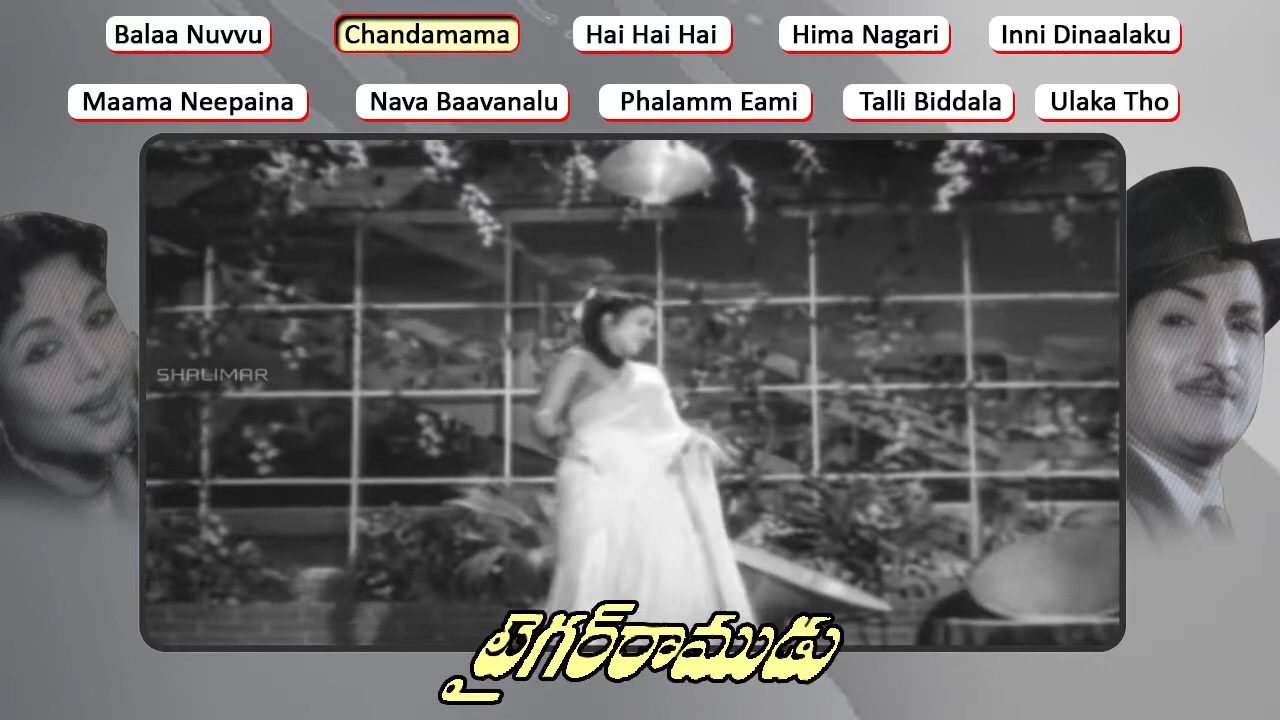 Balaa Nuvvu Chandamama Hai Hai Hai Hima Nagari Inni Dinaalaku
Maama Neepaina Nava Baavanalu Phalamm Eami Talli Biddala Ulaka Tho
SHALIMAR
టైగర్ రాముడు